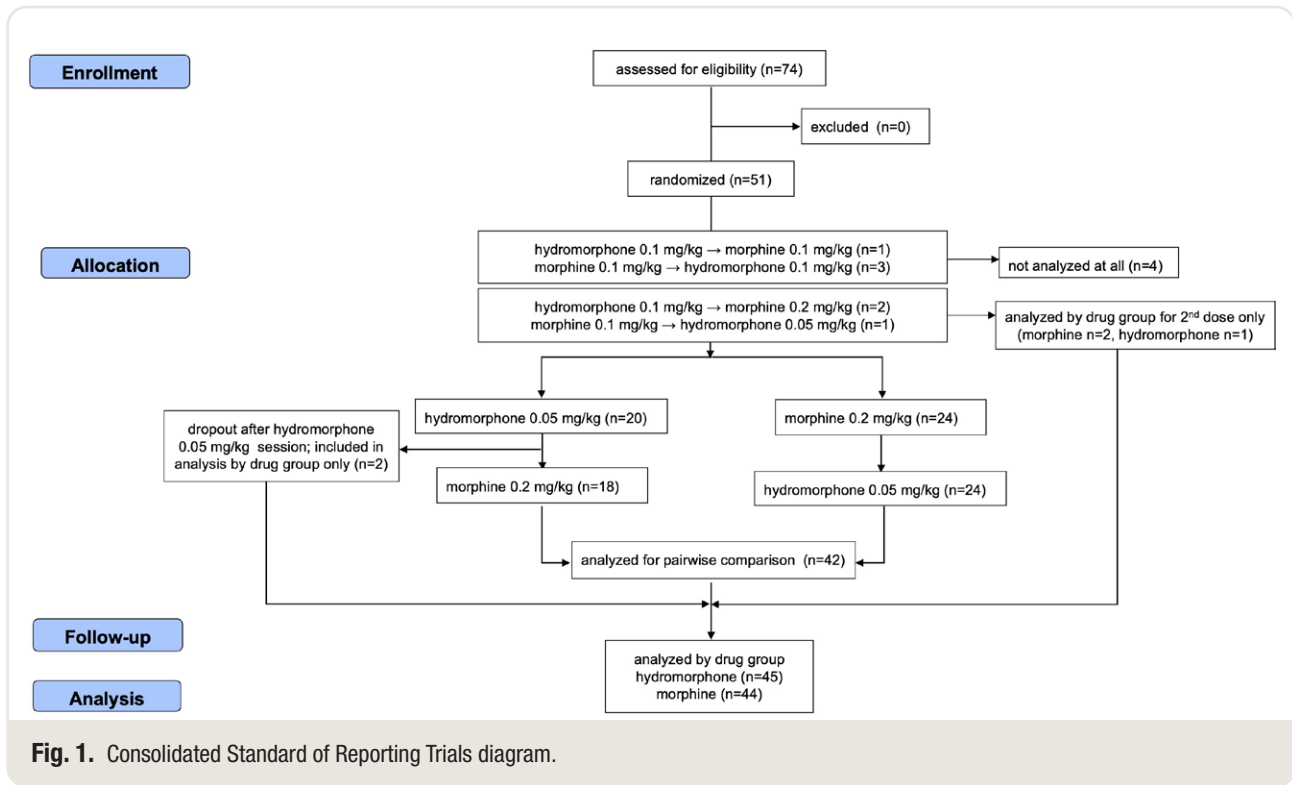 Enrollment
assessed for eligibility (n=74)
excluded (n=0)
randomized (n=51)
Allocation
hydromorphone 0.1 mg/kg → morphine 0.1 mg/kg (n=1)
morphine 0.1 mg/kg → hydromorphone 0.1 mg/kg (n=3)
not analyzed at all (n=4)
hydromorphone 0.1 mg/kg → morphine 0.2 mg/kg (n=2)
morphine 0.1 mg/kg → hydromorphone 0.05 mg/kg (n=1)
analyzed by drug group for 2nd dose only
(morphine n=2, hydromorphone n=1)
hydromorphone 0.05 mg/kg (n=20)
morphine 0.2 mg/kg (n=24)
dropout after hydromorphone
0.05 mg/kg session; included in
analysis by drug group only (n=2)
morphine 0.2 mg/kg (n=18)
hydromorphone 0.05 mg/kg (n=24)
analyzed for pairwise comparison (n=42)
Follow-up
analyzed by drug group
hydromorphone (n=45)
morphine (n=44)
Analysis
Fig. 1. Consolidated Standard of Reporting Trials diagram.